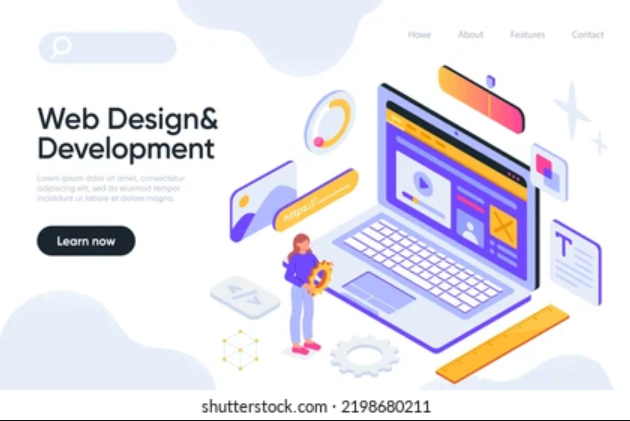 Home About Features Contact
Web Design&
Development
Lorem ipsum dolor sit amet, consectetur
adipiscing elit, sed do eiusmod tempor
incididunt ut labore et dolore magna.
Learn now
https://
</>
T
shutterstock.com · 2198680211